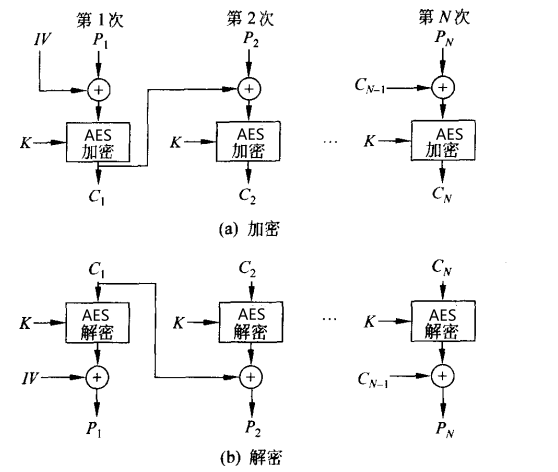 第1次 第2次 第N次
IV P1 P2 PN
CN-1
K AES 加密 K AES 加密 … K AES 加密
C1 C2 CN
(a) 加密
C1 C2 CN
K AES 解密 K AES 解密 … K AES 解密
IV CN-1
P1 P2 PN
(b) 解密